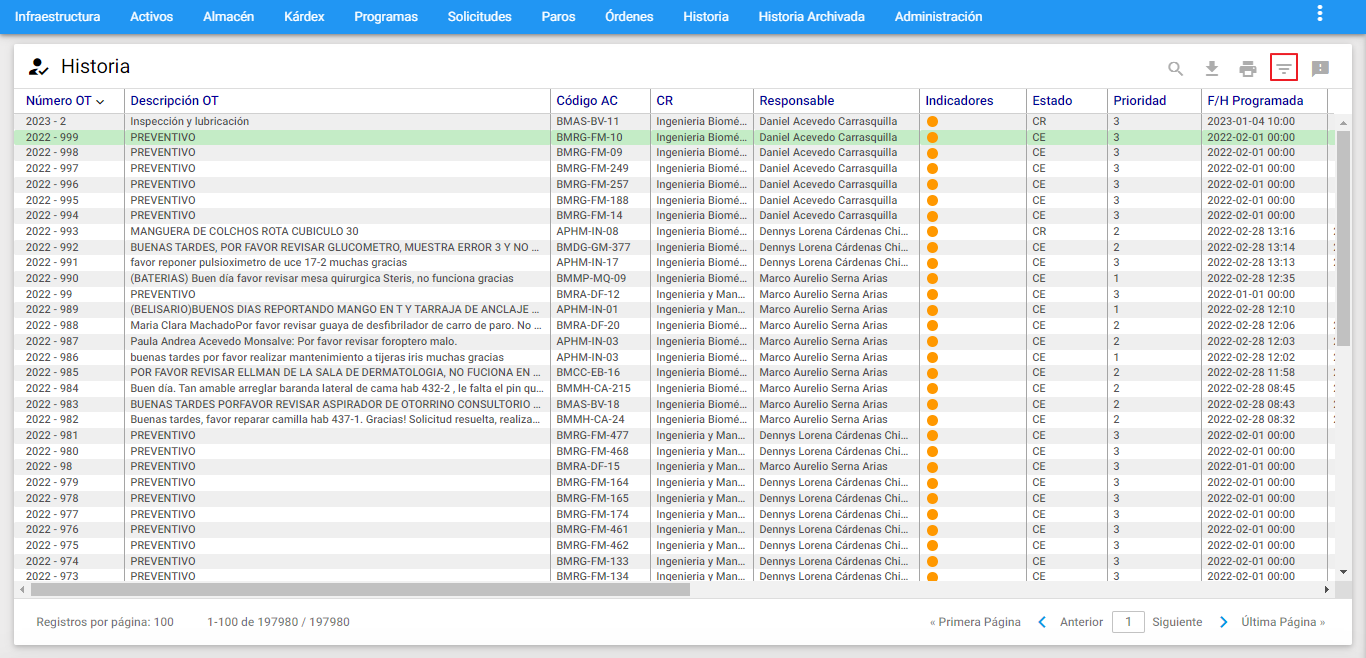 Infraestructura Activos Almacén Kárdex Programas Solicitudes Paros Órdenes Historia Historia Archivada Administración
Historia
Número OT Descripción OT Código AC CR Responsable Indicadores Estado Prioridad F/H Programada
2023 - 2 Inspección y lubricación BMAS-BV-11 Ingenieria Biomé... Daniel Acevedo Carrasquilla CR 3 2023-01-04 10:00
2022 - 999 PREVENTIVO BMRG-FM-10 Ingenieria Biomé... Daniel Acevedo Carrasquilla CE 3 2022-02-01 00:00
2022 - 998 PREVENTIVO BMRG-FM-09 Ingenieria Biomé... Daniel Acevedo Carrasquilla CE 3 2022-02-01 00:00
2022 - 997 PREVENTIVO BMRG-FM-249 Ingenieria Biomé... Daniel Acevedo Carrasquilla CE 3 2022-02-01 00:00
2022 - 996 PREVENTIVO BMRG-FM-257 Ingenieria Biomé... Daniel Acevedo Carrasquilla CE 3 2022-02-01 00:00
2022 - 995 PREVENTIVO BMRG-FM-188 Ingenieria Biomé... Daniel Acevedo Carrasquilla CE 3 2022-02-01 00:00
2022 - 994 PREVENTIVO BMRG-FM-14 Ingenieria Biomé... Daniel Acevedo Carrasquilla CE 3 2022-02-01 00:00
2022 - 993 MANGUERA DE COLCHOS ROTA CUBICULO 30 APHM-IN-08 Ingenieria Biomé... Dennys Lorena Cárdenas Chi... CR 2 2022-02-28 13:16
2022 - 992 BUENAS TARDES, POR FAVOR REVISAR GLUCOMETRO, MUESTRA ERROR 3 Y NO ... BMDG-GM-377 Ingenieria Biomé... Dennys Lorena Cárdenas Chi... CE 2 2022-02-28 13:14
2022 - 991 favor reponer pulsioximetro de uce 17-2 muchas gracias APHM-IN-17 Ingenieria Biomé... Dennys Lorena Cárdenas Chi... CE 3 2022-02-28 13:13
2022 - 990 (BATERIAS) Buen día favor revisar mesa quirurgica Steris, no funciona gracias BMMP-MQ-09 Ingenieria Biomé... Marco Aurelio Serna Arias CE 1 2022-02-28 12:35
2022 - 99 PREVENTIVO BMRA-DF-12 Ingenieria y Man... Marco Aurelio Serna Arias CE 3 2022-01-01 00:00
2022 - 989 (BELISARIO)BUENOS DIAS REPORTANDO MANGO EN T Y TARRAJA DE ANCLAJE ... APHM-IN-01 Ingenieria y Man... Marco Aurelio Serna Arias CE 1 2022-02-28 12:10
2022 - 988 Maria Clara MachadoPor favor revisar guaya de desfibrilador de carro de paro. No ... BMRA-DF-20 Ingenieria Biomé... Marco Aurelio Serna Arias CE 2 2022-02-28 12:06
2022 - 987 Paula Andrea Acevedo Monsalve: Por favor revisar foroptero malo. APHM-IN-03 Ingenieria Biomé... Marco Aurelio Serna Arias CE 2 2022-02-28 12:03
2022 - 986 buenas tardes por favor realizar mantenimiento a tijeras iris muchas gracias APHM-IN-03 Ingenieria Biomé... Marco Aurelio Serna Arias CE 1 2022-02-28 12:02
2022 - 985 POR FAVOR REVISAR ELLMAN DE LA SALA DE DERMATOLOGIA, NO FUCIONA EN ... BMCC-EB-16 Ingenieria Biomé... Marco Aurelio Serna Arias CE 2 2022-02-28 11:58
2022 - 984 Buen día. Tan amable arreglar baranda lateral de cama hab 432-2 , le falta el pin qu... BMMH-CA-215 Ingenieria Biomé... Marco Aurelio Serna Arias CE 2 2022-02-28 08:45
2022 - 983 BUENAS TARDES PORFAVOR REVISAR ASPIRADOR DE OTORRINO CONSULTORIO ... BMAS-BV-18 Ingenieria Biomé... Marco Aurelio Serna Arias CE 2 2022-02-28 08:43
2022 - 982 Buenas tardes, favor reparar camilla hab 437-1. Gracias! Solicitud resuelta, realiza... BMMH-CA-24 Ingenieria Biomé... Marco Aurelio Serna Arias CE 2 2022-02-28 08:32
2022 - 981 PREVENTIVO BMRG-FM-477 Ingenieria y Man... Dennys Lorena Cárdenas Chi... CE 3 2022-02-01 00:00
2022 - 980 PREVENTIVO BMRG-FM-468 Ingenieria y Man... Dennys Lorena Cárdenas Chi... CE 3 2022-02-01 00:00
2022 - 98 PREVENTIVO BMRA-DF-15 Ingenieria y Man... Marco Aurelio Serna Arias CE 3 2022-01-01 00:00
2022 - 979 PREVENTIVO BMRG-FM-164 Ingenieria y Man... Dennys Lorena Cárdenas Chi... CE 3 2022-02-01 00:00
2022 - 978 PREVENTIVO BMRG-FM-165 Ingenieria y Man... Dennys Lorena Cárdenas Chi... CE 3 2022-02-01 00:00
2022 - 977 PREVENTIVO BMRG-FM-174 Ingenieria y Man... Dennys Lorena Cárdenas Chi... CE 3 2022-02-01 00:00
2022 - 976 PREVENTIVO BMRG-FM-461 Ingenieria y Man... Dennys Lorena Cárdenas Chi... CE 3 2022-02-01 00:00
2022 - 975 PREVENTIVO BMRG-FM-462 Ingenieria y Man... Dennys Lorena Cárdenas Chi... CE 3 2022-02-01 00:00
2022 - 974 PREVENTIVO BMRG-FM-133 Ingenieria y Man... Dennys Lorena Cárdenas Chi... CE 3 2022-02-01 00:00
2022 - 973 PREVENTIVO BMRG-FM-134 Ingenieria y Man... Dennys Lorena Cárdenas Chi... CE 3 2022-02-01 00:00
Registros por página: 100 1-100 de 197980 / 197980 « Primera Página Anterior 1 Siguiente Última Página »